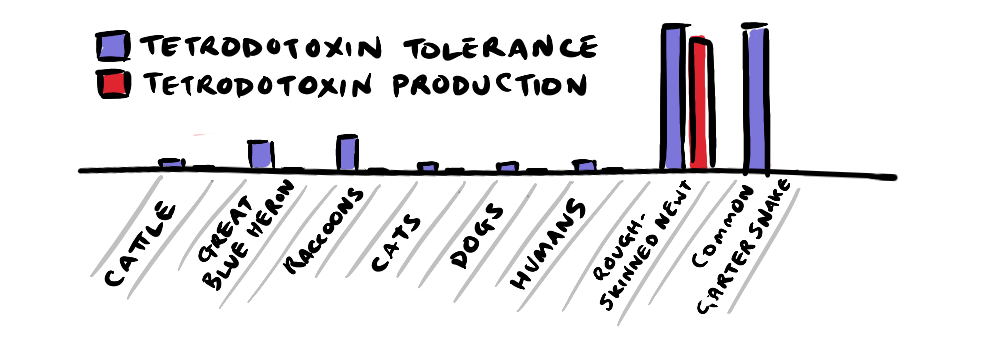 TETRODOTOXIN TOLERANCE
TETRODOTOXIN PRODUCTION
CATTLE
GREAT
BLUE HERON
RACCOONS
CATS
DOGS
HUMANS
ROUGH-
SKINNED NEWT
COMMON
GARTER SNAKE